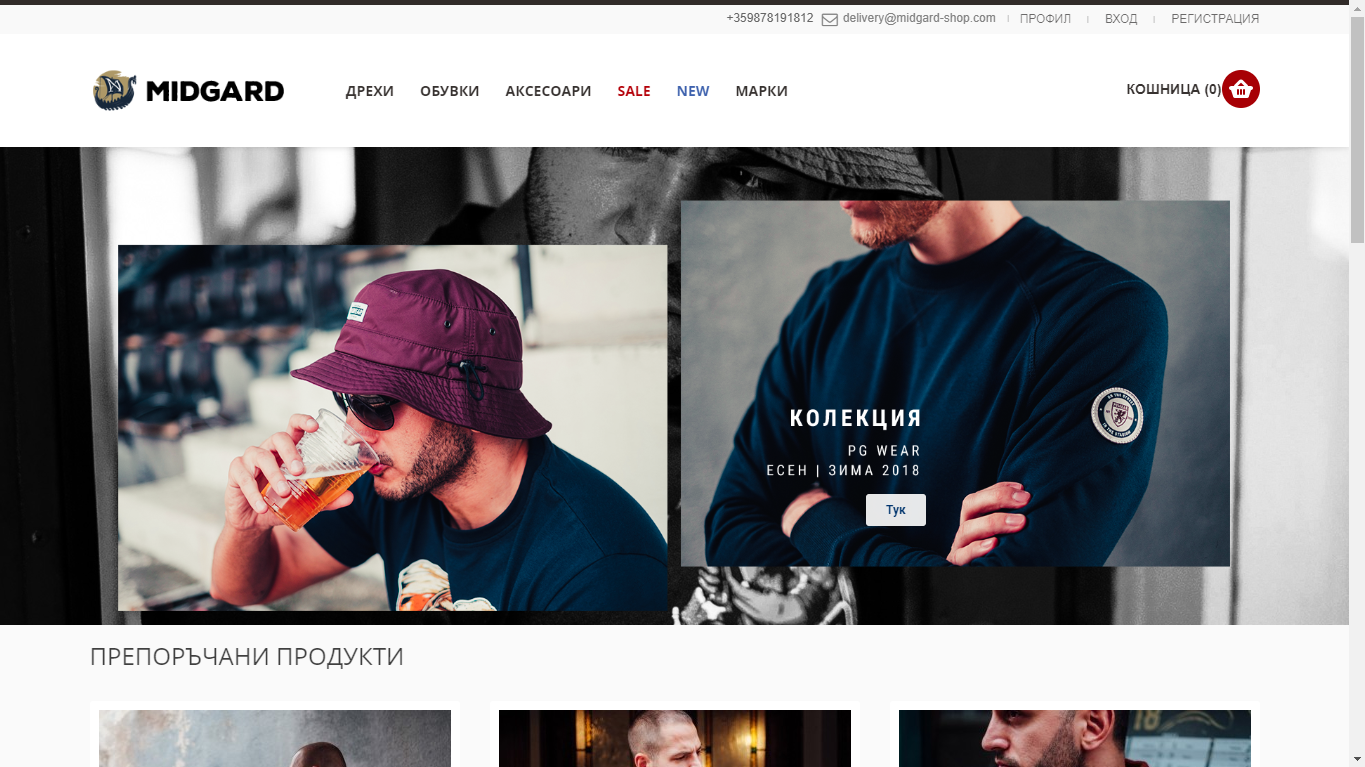 +359878191812 delivery@midgard-shop.com ПРОФИЛ ВХОД РЕГИСТРАЦИЯ
MIDGARD ДРЕХИ ОБУВКИ АКСЕСОАРИ SALE NEW МАРКИ КОШНИЦА (0)
КОЛЕКЦИЯ
PG WEAR
ЕСЕН | ЗИМА 2018
Тук
ПРЕПОРЪЧАНИ ПРОДУКТИ